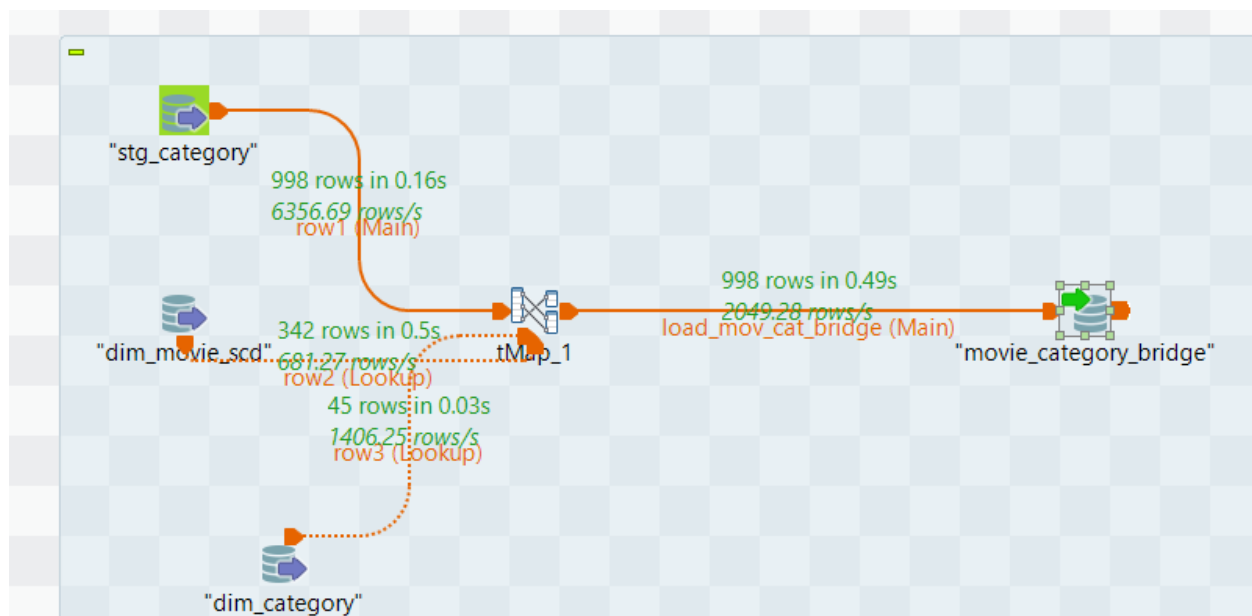 "stg_category"
998 rows in 0.16s
6356.69 rows/s
row1 (Main)
"dim_movie_scd"
342 rows in 0.5s
681.27 rows/s
row2 (Lookup)
tMap_1
998 rows in 0.49s
2049.28 rows/s
load_mov_cat_bridge (Main)
"movie_category_bridge"
45 rows in 0.03s
1406.25 rows/s
row3 (Lookup)
"dim_category"